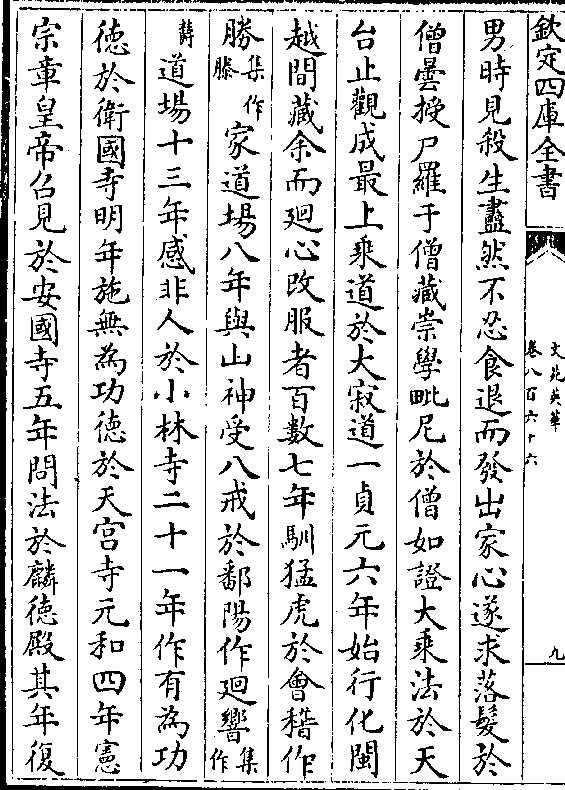 欽定四庫全書
文苑英華
卷八百六十六
九
男時見殺生盡然不忍食退而發出家心遂求落髮於
僧曇授尸羅于僧藏崇學毗尼於僧如證大乘法於天
台止觀成最上乘道於大寂道一貞元六年始行化閩
越間藏余而廻心改服者百數七年馴猛虎於會稽作
勝集作滕家道場八年與山神受八戒於鄱陽作廻響集作
嚮道場十三年感非人於小林寺二十一年作有為功
徳於衛國寺明年施無為功徳於天宫寺元和四年憲
宗章皇帝召見於安國寺五年問法於麟徳殿其年復